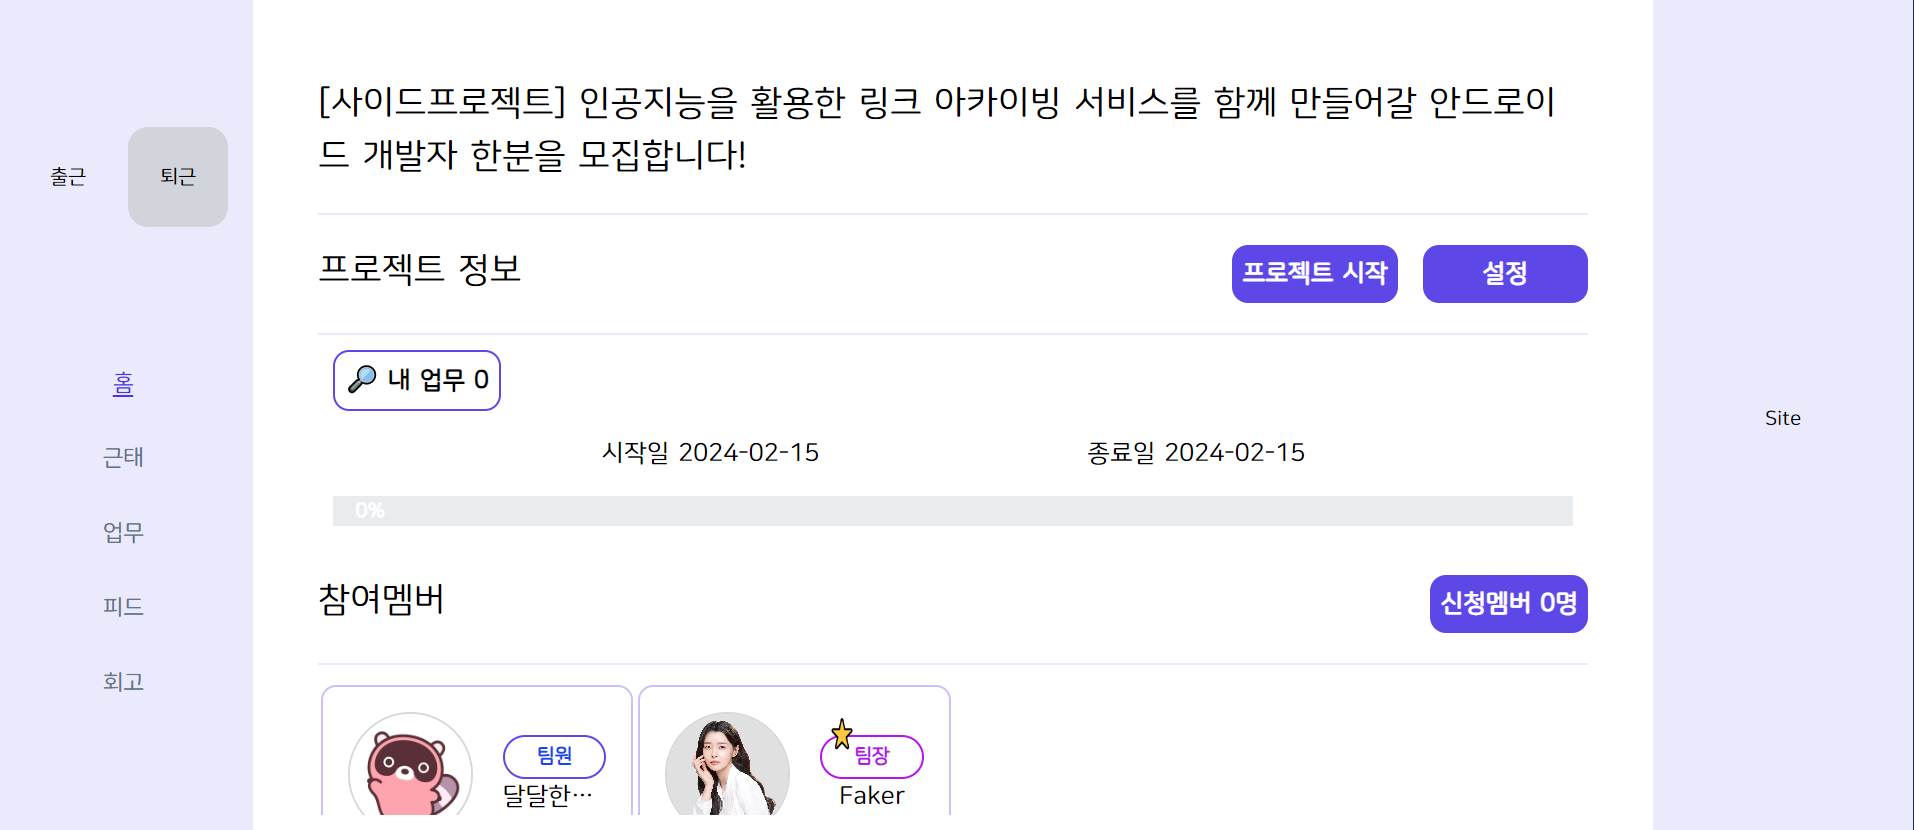 출근
퇴근
홈
근태
업무
피드
회고
[사이드프로젝트] 인공지능을 활용한 링크 아카이빙 서비스를 함께 만들어갈 안드로이
드 개발자 한분을 모집합니다!
프로젝트 정보
프로젝트 시작
설정
내 업무 0
시작일 2024-02-15
종료일 2024-02-15
0%
참여멤버
신청멤버 0명
팀원
달달한…
팀장
Faker
Site